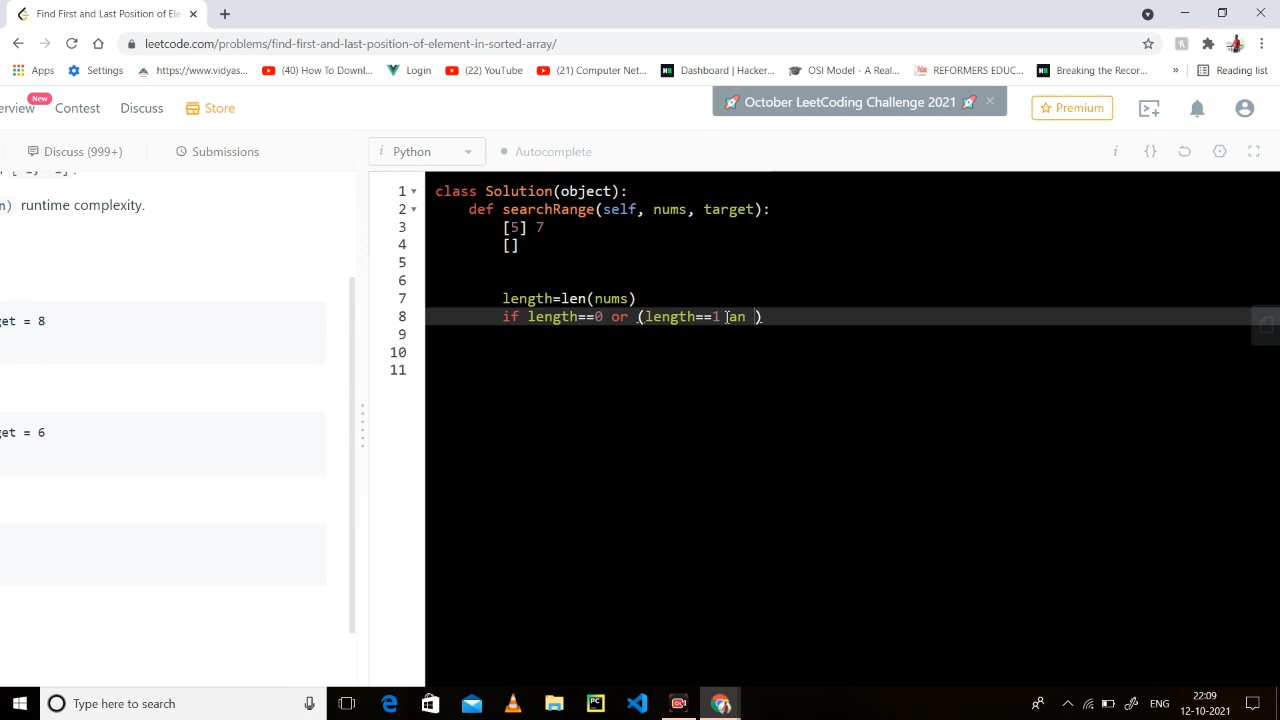 Find First and Last Position of Ele
leetcode.com/problems/find-first-and-last-position-of-element-in-sorted-array/
Apps Settings https://www.vidyas... (40) How To Downl... Login (22) YouTube (21) Computer Net... Dashboard | Hacker... OSI Model - A Real... REFORMERS EDUC... Breaking the Recor... » Reading list
New
erview Contest Discuss Store October LeetCoding Challenge 2021 Premium
Discuss (999+) Submissions i Python Autocomplete
n) runtime complexity.
get = 8
get = 6
1 class Solution(object):
2 def searchRange(self, nums, target):
3 [5] 7
4 []
5
6
7 length=len(nums)
8 if length==0 or (length==1 an )
9
10
11
Type here to search
ENG 22:09
12-10-2021